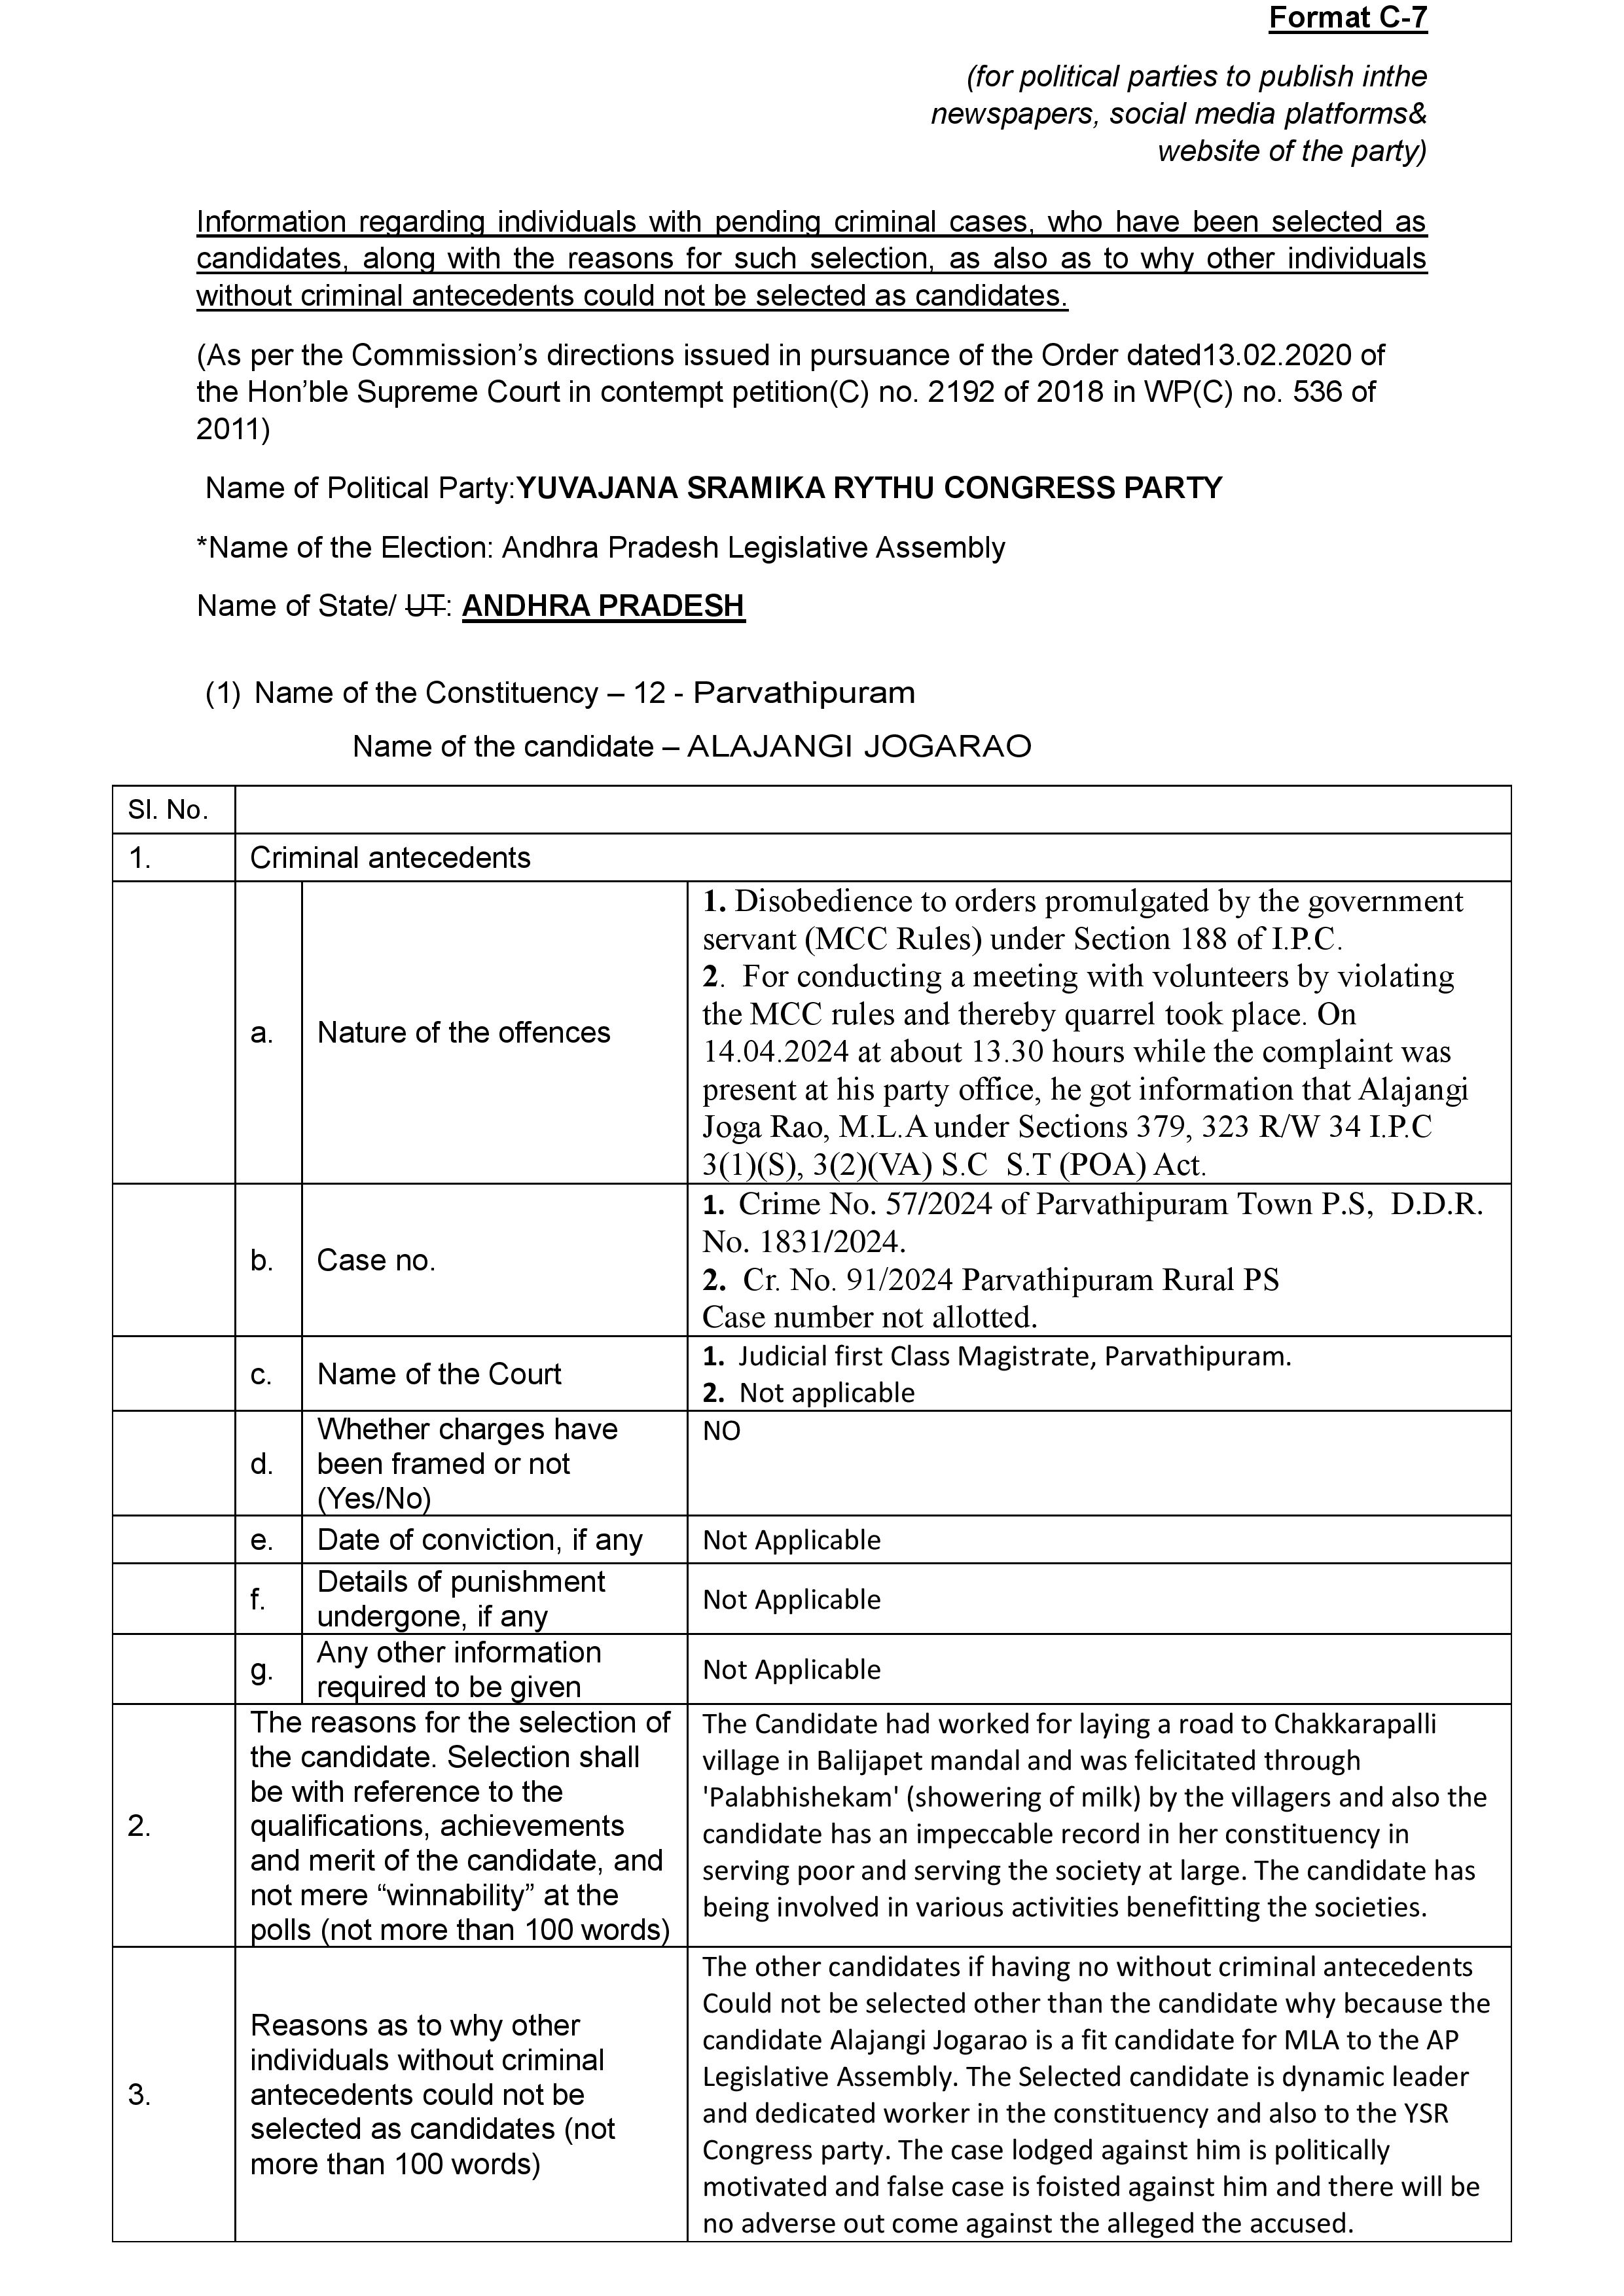 Format C-7
(for political parties to publish inthe
newspapers, social media platforms&
website of the party)
Information regarding individuals with pending criminal cases, who have been selected as
candidates, along with the reasons for such selection, as also as to why other individuals
without criminal antecedents could not be selected as candidates.
(As per the Commission’s directions issued in pursuance of the Order dated13.02.2020 of
the Hon’ble Supreme Court in contempt petition(C) no. 2192 of 2018 in WP(C) no. 536 of
2011)
Name of Political Party:YUVAJANA SRAMIKA RYTHU CONGRESS PARTY
*Name of the Election: Andhra Pradesh Legislative Assembly
Name of State/ UT: ANDHRA PRADESH
(1) Name of the Constituency – 12 - Parvathipuram
Name of the candidate – ALAJANGI JOGARAO
Sl. No.
1. Criminal antecedents
a. Nature of the offences
1. Disobedience to orders promulgated by the government
servant (MCC Rules) under Section 188 of I.P.C.
2. For conducting a meeting with volunteers by violating
the MCC rules and thereby quarrel took place. On
14.04.2024 at about 13.30 hours while the complaint was
present at his party office, he got information that Alajangi
Joga Rao, M.L.A under Sections 379, 323 R/W 34 I.P.C
3(1)(S), 3(2)(VA) S.C S.T (POA) Act.
b. Case no.
1. Crime No. 57/2024 of Parvathipuram Town P.S, D.D.R.
No. 1831/2024.
2. Cr. No. 91/2024 Parvathipuram Rural PS
Case number not allotted.
c. Name of the Court
1. Judicial first Class Magistrate, Parvathipuram.
2. Not applicable
d. Whether charges have
been framed or not
(Yes/No)
NO
e. Date of conviction, if any
Not Applicable
f. Details of punishment
undergone, if any
Not Applicable
g. Any other information
required to be given
Not Applicable
2.
The reasons for the selection of
the candidate. Selection shall
be with reference to the
qualifications, achievements
and merit of the candidate, and
not mere “winnability” at the
polls (not more than 100 words)
The Candidate had worked for laying a road to Chakkarapalli
village in Balijapet mandal and was felicitated through
'Palabhishekam' (showering of milk) by the villagers and also the
candidate has an impeccable record in her constituency in
serving poor and serving the society at large. The candidate has
being involved in various activities benefitting the societies.
3.
Reasons as to why other
individuals without criminal
antecedents could not be
selected as candidates (not
more than 100 words)
The other candidates if having no without criminal antecedents
Could not be selected other than the candidate why because the
candidate Alajangi Jogarao is a fit candidate for MLA to the AP
Legislative Assembly. The Selected candidate is dynamic leader
and dedicated worker in the constituency and also to the YSR
Congress party. The case lodged against him is politically
motivated and false case is foisted against him and there will be
no adverse out come against the alleged the accused.